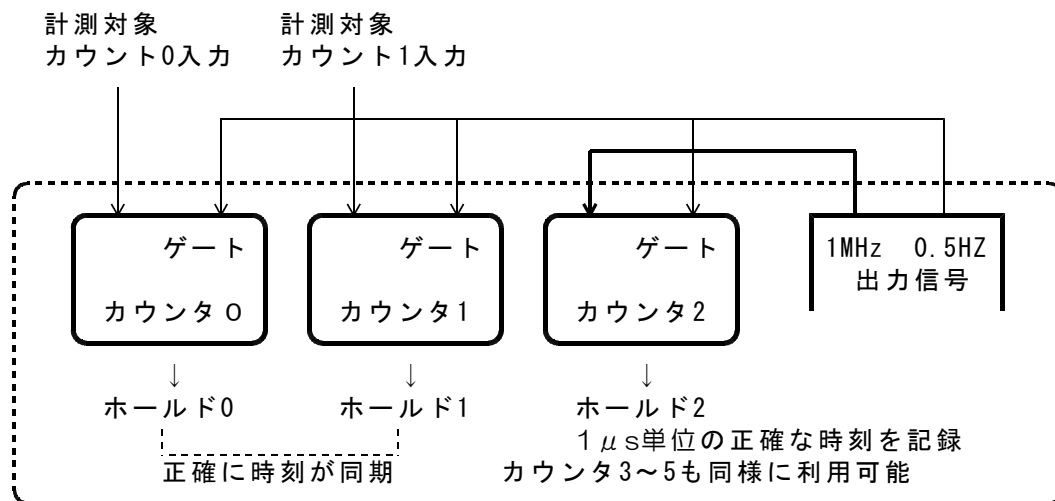 計測対象 計測対象
カウント0入力 カウント1入力
ゲート ゲート ゲート 1MHz 0.5HZ
出力信号
カウンタ0 カウンタ1 カウンタ2
↓ ↓ ↓
ホールド0 ホールド1 ホールド2
1μs単位の正確な時刻を記録
正確に時刻が同期 カウンタ3～5も同様に利用可能